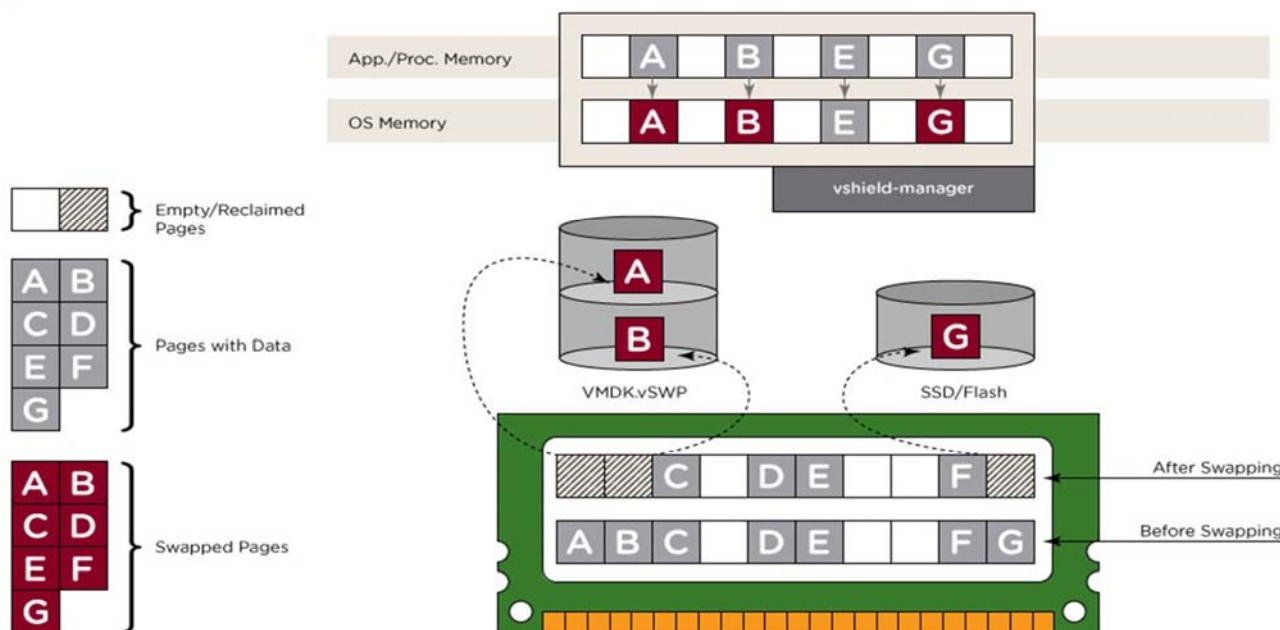 App./Proc. Memory
A B E G
OS Memory
A B E G
vshield-manager
Empty/Reclaimed
Pages
A B
C D
E F
G
Pages with Data
A
B
G
VMDK.vSWP
SSD/Flash
C D E F
After Swapping
A B C D E F G
Before Swapping
A B
C D
E F
G
Swapped Pages